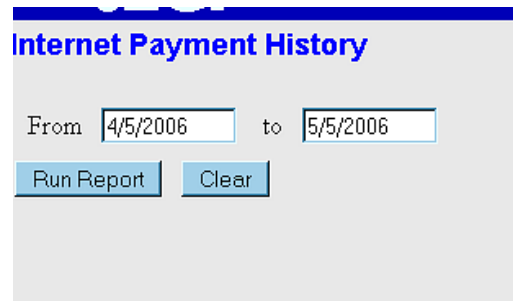 Internet Payment History
From 4/5/2006 to 5/5/2006
Run Report Clear